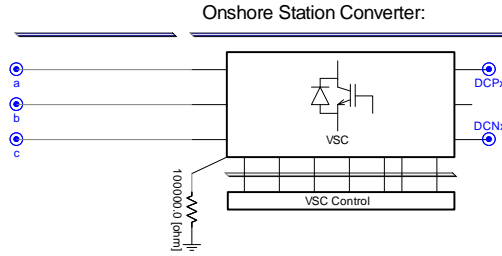 Onshore Station Converter:
a
b
c
DCPx
DCNx
VSC
100000.0 [ohm]
VSC Control